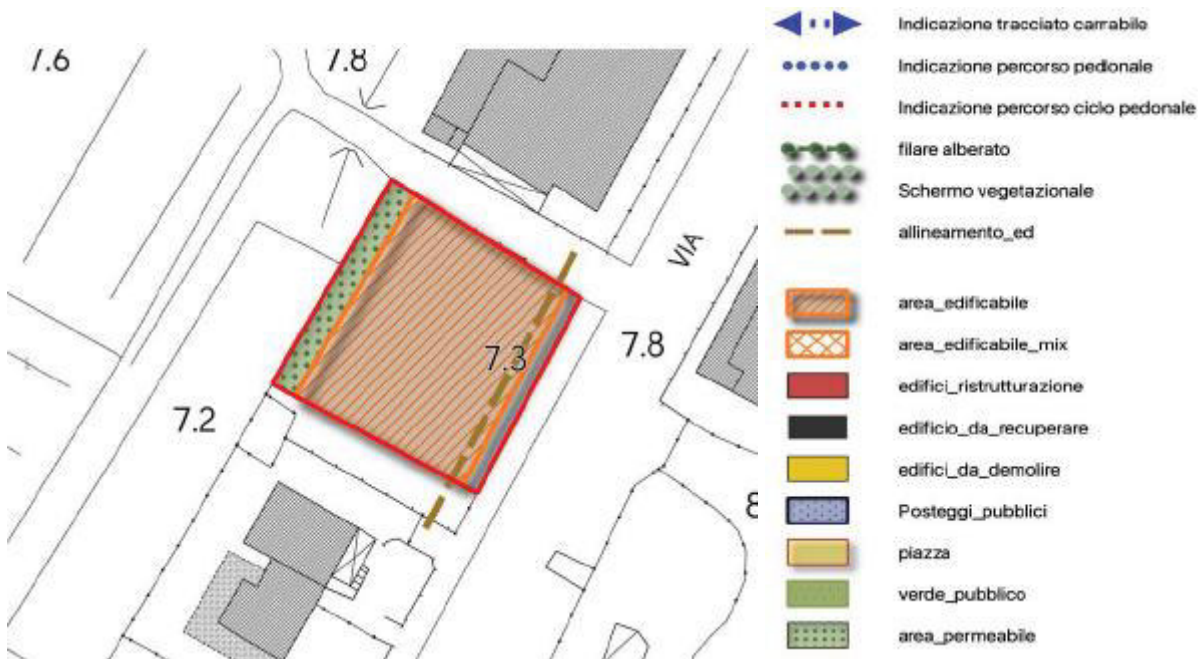 7.6
7.8
VIA
7.3
7.8
7.2
8
Indicazione tracciato carrabile
Indicazione percorso pedonale
Indicazione percorso ciclo pedonale
filare alberato
Schermo vegetazionale
allineamento_ed
area_edificabile
area_edificabile_mix
edifici_ristrutturazione
edificio_da_recuperare
edifici_da_demolire
Posteggi_pubblici
piazza
verde_pubblico
area_permeabile